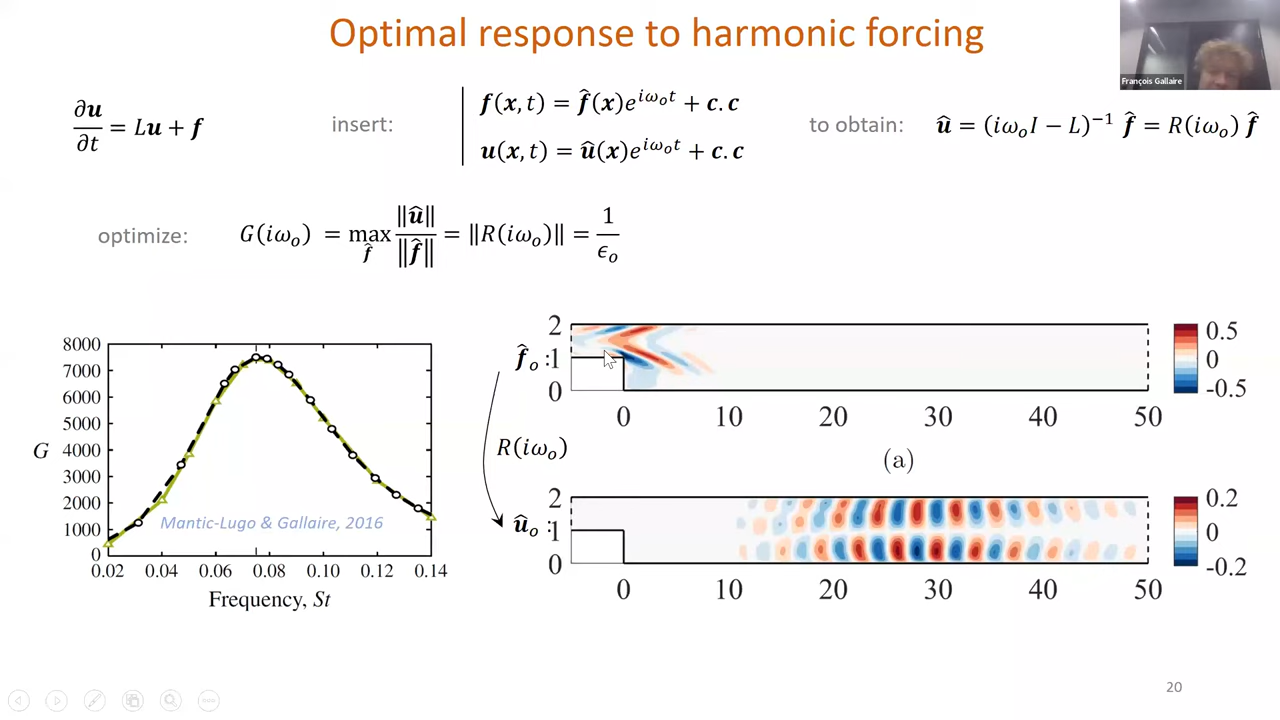 Optimal response to harmonic forcing
François Gallaire
∂u/∂t = Lu + f
insert:
f(x, t) = f̂(x)e^{iω_o t} + c.c
u(x, t) = û(x)e^{iω_o t} + c.c
to obtain:
û = (iω_o I − L)^{−1} f̂ = R(iω_o) f̂
optimize:
G(iω_o) = max_{f̂} ‖û‖/‖f̂‖ = ‖R(iω_o)‖ = 1/ϵ_o
8000
7000
6000
5000
4000
3000
2000
1000
0
G
0.02 0.04 0.06 0.08 0.10 0.12 0.14
Frequency, St
Mantic-Lugo & Gallaire, 2016
f̂_o :
2
1
0
0 10 20 30 40 50
0.5
0
-0.5
R(iω_o)
(a)
û_o :
2
1
0
0 10 20 30 40 50
0.2
0
-0.2
20